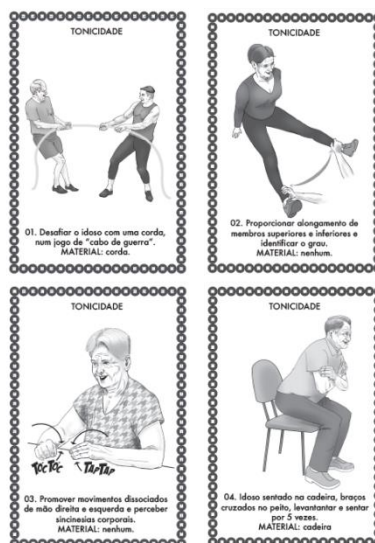 TONICIDADE
01. Desafiar o idoso com uma corda,
num jogo de “cabo de guerra”.
MATERIAL: corda.
TONICIDADE
02. Proporcionar alongamento de
membros superiores e inferiores e
identificar o grau.
MATERIAL: nenhum.
TONICIDADE
TOC TOC
TAP TAP
03. Promover movimentos dissociados
de mão direita e esquerda e perceber
sincinesias corporais.
MATERIAL: nenhum.
TONICIDADE
04. Idoso sentado na cadeira, braços
cruzados no peito, levantantar e sentar
por 5 vezes.
MATERIAL: cadeira